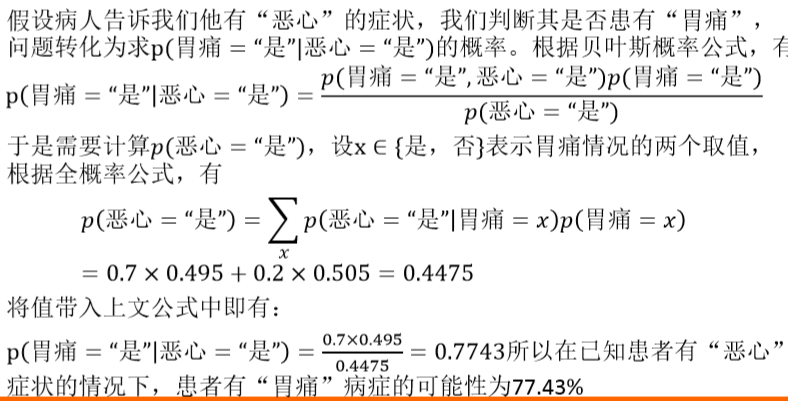 假设病人告诉我们他有“恶心”的症状，我们判断其是否患有“胃痛”，
问题转化为求p(胃痛 = “是”|恶心 = “是”)的概率。根据贝叶斯概率公式，有
p(胃痛 = “是”|恶心 = “是”) = p(胃痛 = “是”, 恶心 = “是”)p(胃痛 = “是”) / p(恶心 = “是”)
于是需要计算p(恶心 = “是”)，设x ∈ {是，否}表示胃痛情况的两个取值，
根据全概率公式，有
p(恶心 = “是”) = ∑ₓ p(恶心 = “是”|胃痛 = x)p(胃痛 = x)
= 0.7 × 0.495 + 0.2 × 0.505 = 0.4475
将值带入上文公式中即有：
p(胃痛 = “是”|恶心 = “是”) = 0.7×0.495 / 0.4475 = 0.7743所以在已知患者有“恶心”
症状的情况下，患者有“胃痛”病症的可能性为77.43%